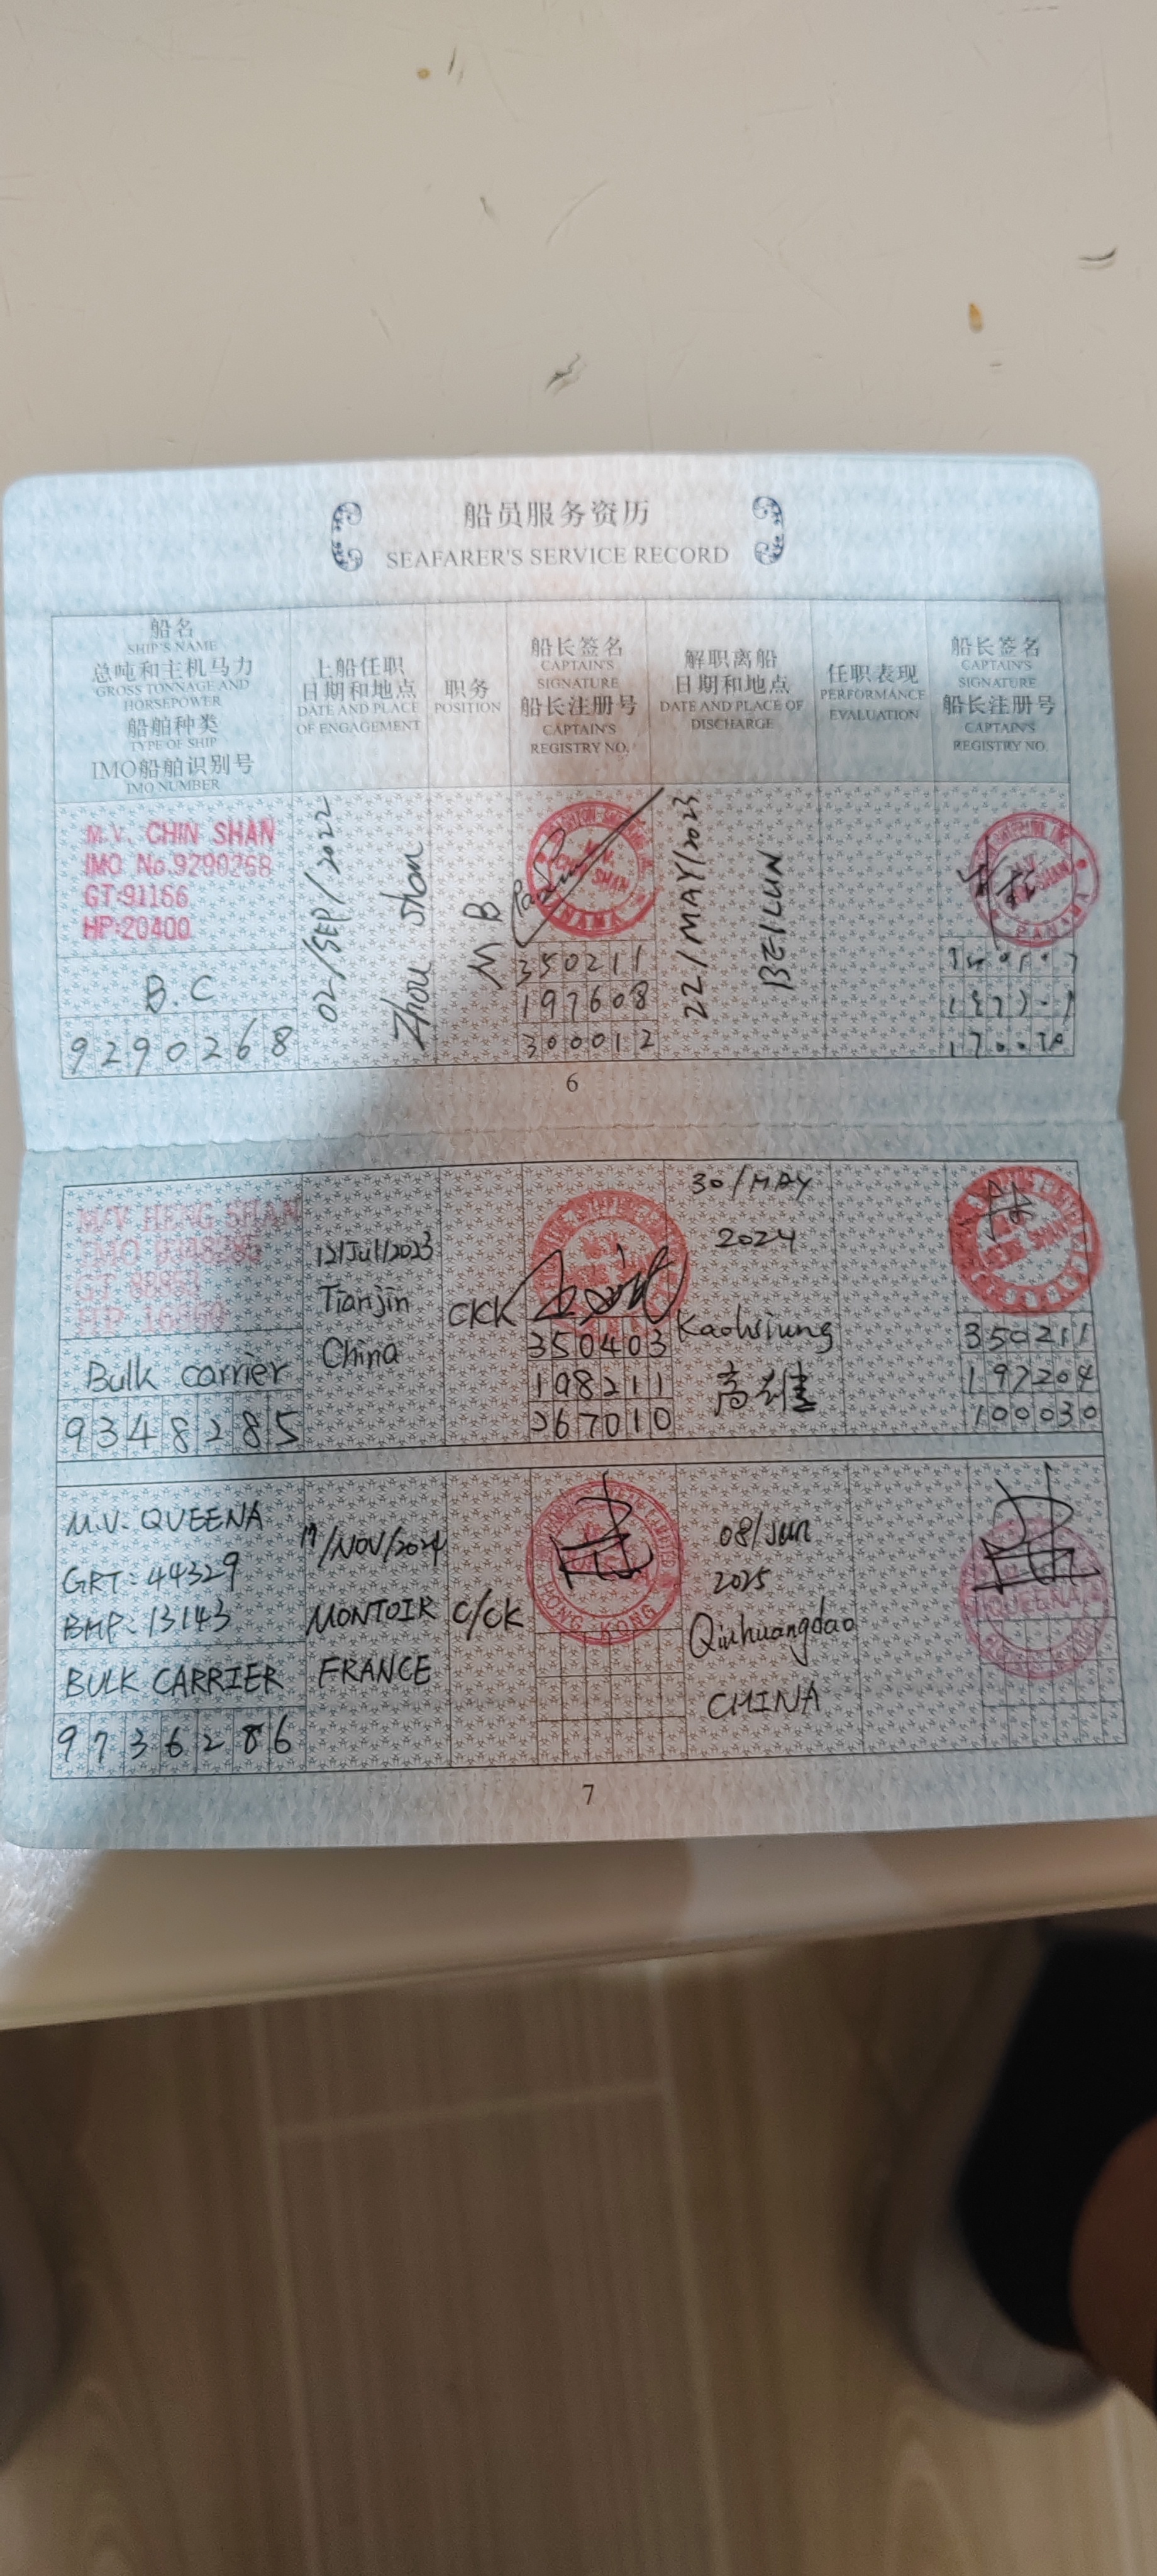 船员服务资历
SEAFARER'S SERVICE RECORD
船名
SHIP'S NAME
总吨和主机马力
GROSS TONNAGE AND
HORSEPOWER
船舶种类
TYPE OF SHIP
IMO船舶识别号
IMO NUMBER
上船任职
日期和地点
DATE AND PLACE
OF ENGAGEMENT
职务
POSITION
船长签名
CAPTAIN'S
SIGNATURE
船长注册号
CAPTAIN'S
REGISTRY NO.
解职离船
日期和地点
DATE AND PLACE OF
DISCHARGE
任职表现
PERFORMANCE
EVALUATION
船长签名
CAPTAIN'S
SIGNATURE
船长注册号
CAPTAIN'S
REGISTRY NO.
M.V. CHIN SHAN
IMO No.9290268
GT:91166
HP:20400
B.C
9290268
02/SEP/2022
Zhou shan
M B
350211
197608
300012
22/MAY/2023
BEILUN
6
M/V HENG SHAN
Bulk carrier
9348285
12/Jul/2023
Tianjin
China
CKK
350403
198211
067010
30/MAY
2024
Kaohsiung
高雄
350211
197204
100030
M.V. QUEENA
GRT: 44329
BHP: 13143
BULK CARRIER
9736286
17/NOV/2024
MONTOIR
FRANCE
C/CK
HONG KONG
08/Jun
2025
Qinhuangdao
CHINA
7